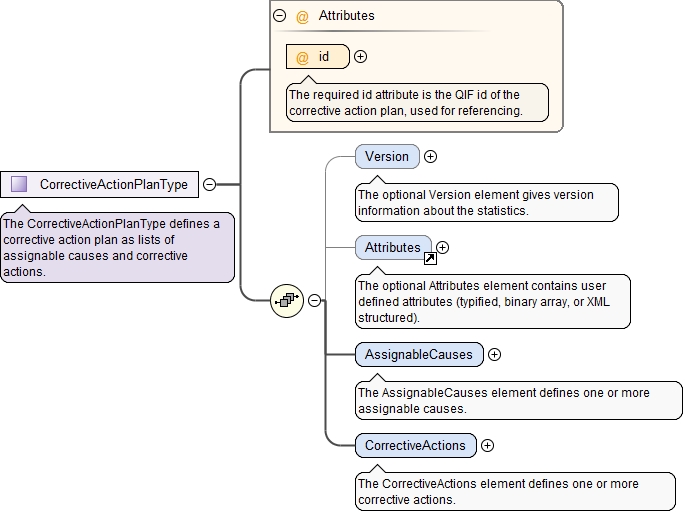 @ Attributes
@ id
The required id attribute is the QIF id of the
corrective action plan, used for referencing.
CorrectiveActionPlanType
The CorrectiveActionPlanType defines a
corrective action plan as lists of
assignable causes and corrective
actions.
Version
The optional Version element gives version
information about the statistics.
Attributes
The optional Attributes element contains user
defined attributes (typified, binary array, or XML
structured).
AssignableCauses
The AssignableCauses element defines one or more
assignable causes.
CorrectiveActions
The CorrectiveActions element defines one or more
corrective actions.